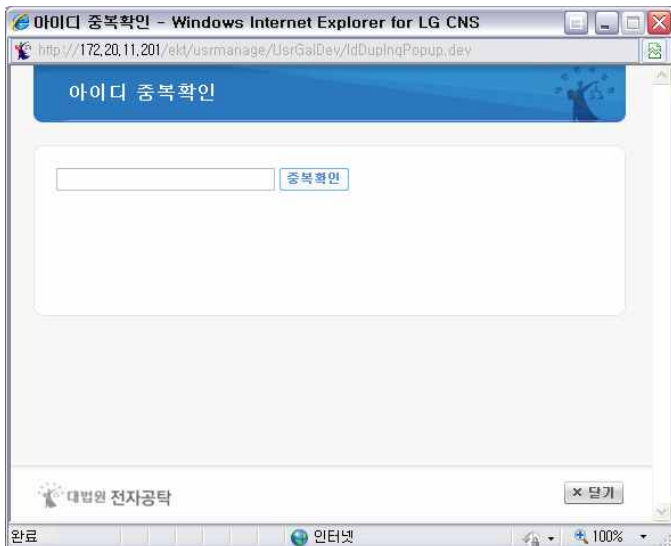 아이디 중복확인 - Windows Internet Explorer for LG CNS
http://172,20,11,201/ekt/usrmanage/UsrGaiDev/IdDupInqPopup.dev
아이디 중복확인
중복확인
대법원 전자공탁
× 닫기
완료 인터넷 100%